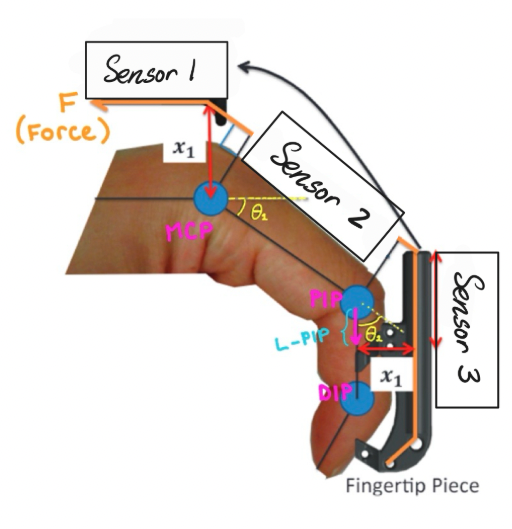 Sensor 1
F
(Force)
x₁
Sensor 2
θ₁
MCP
PIP
L-PIP
θ₂
Sensor 3
x₁
DIP
Fingertip Piece